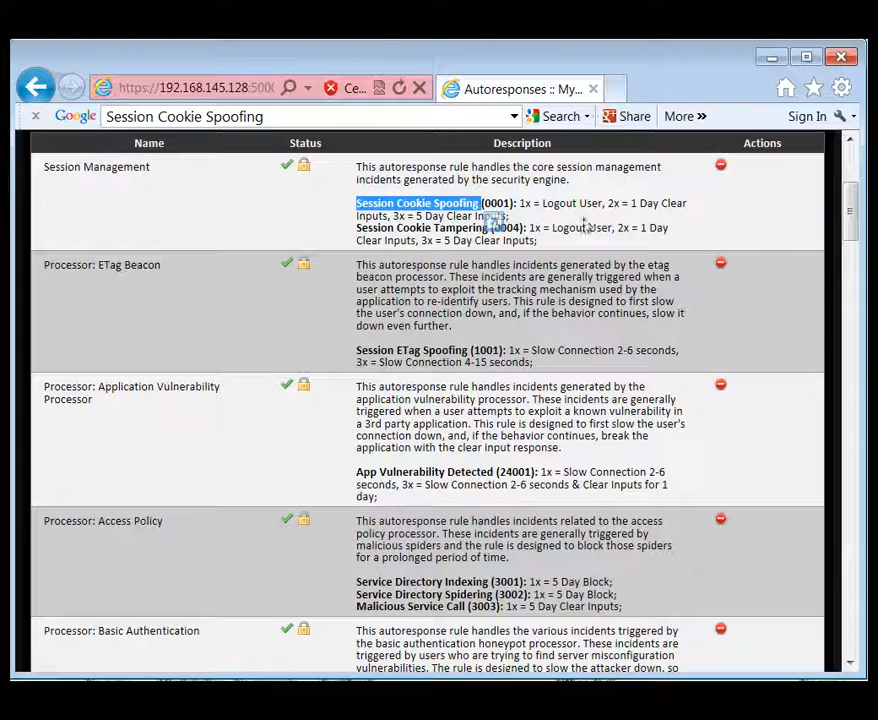 https://192.168.145.128:500
Ce...
Autoresponses :: My...
x
Google
Session Cookie Spoofing
Search
Share
More »
Sign In
Name
Status
Description
Actions
Session Management
This autoresponse rule handles the core session management
incidents generated by the security engine.
Session Cookie Spoofing (0001): 1x = Logout User, 2x = 1 Day Clear
Inputs, 3x = 5 Day Clear Inputs;
Session Cookie Tampering (0004): 1x = Logout User, 2x = 1 Day
Clear Inputs, 3x = 5 Day Clear Inputs;
Processor: ETag Beacon
This autoresponse rule handles incidents generated by the etag
beacon processor. These incidents are generally triggered when a
user attempts to exploit the tracking mechanism used by the
application to re-identify users. This rule is designed to first slow
the user's connection down, and, if the behavior continues, slow it
down even further.
Session ETag Spoofing (1001): 1x = Slow Connection 2-6 seconds,
3x = Slow Connection 4-15 seconds;
Processor: Application Vulnerability
Processor
This autoresponse rule handles incidents generated by the
application vulnerability processor. These incidents are generally
triggered when a user attempts to exploit a known vulnerability in
a 3rd party application. This rule is designed to first slow the user's
connection down, and, if the behavior continues, break the
application with the clear input response.
App Vulnerability Detected (24001): 1x = Slow Connection 2-6
seconds, 3x = Slow Connection 2-6 seconds & Clear Inputs for 1
day;
Processor: Access Policy
This autoresponse rule handles incidents related to the access
policy processor. These incidents are generally triggered by
malicious spiders and the rule is designed to block those spiders
for a prolonged period of time.
Service Directory Indexing (3001): 1x = 5 Day Block;
Service Directory Spidering (3002): 1x = 5 Day Block;
Malicious Service Call (3003): 1x = 5 Day Clear Inputs;
Processor: Basic Authentication
This autoresponse rule handles the various incidents triggered by
the basic authentication honeypot processor. These incidents are
triggered by users who are trying to find server misconfiguration
vulnerabilities. The rule is designed to slow the attacker down, so